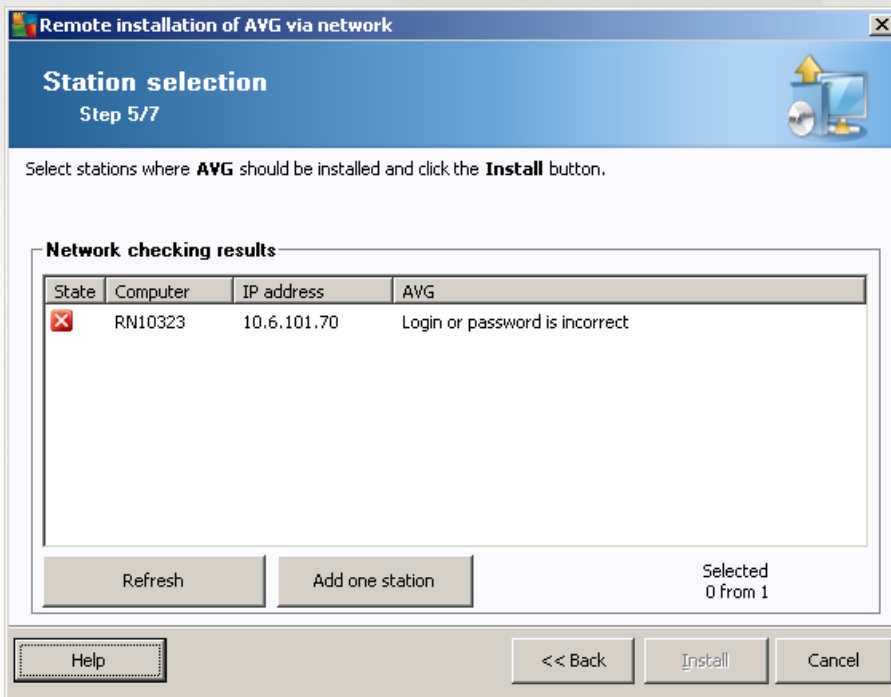 Remote installation of AVG via network
Station selection
Step 5/7
Select stations where AVG should be installed and click the Install button.
Network checking results
State Computer IP address AVG
RN10323 10.6.101.70 Login or password is incorrect
Refresh Add one station Selected
0 from 1
Help << Back Install Cancel